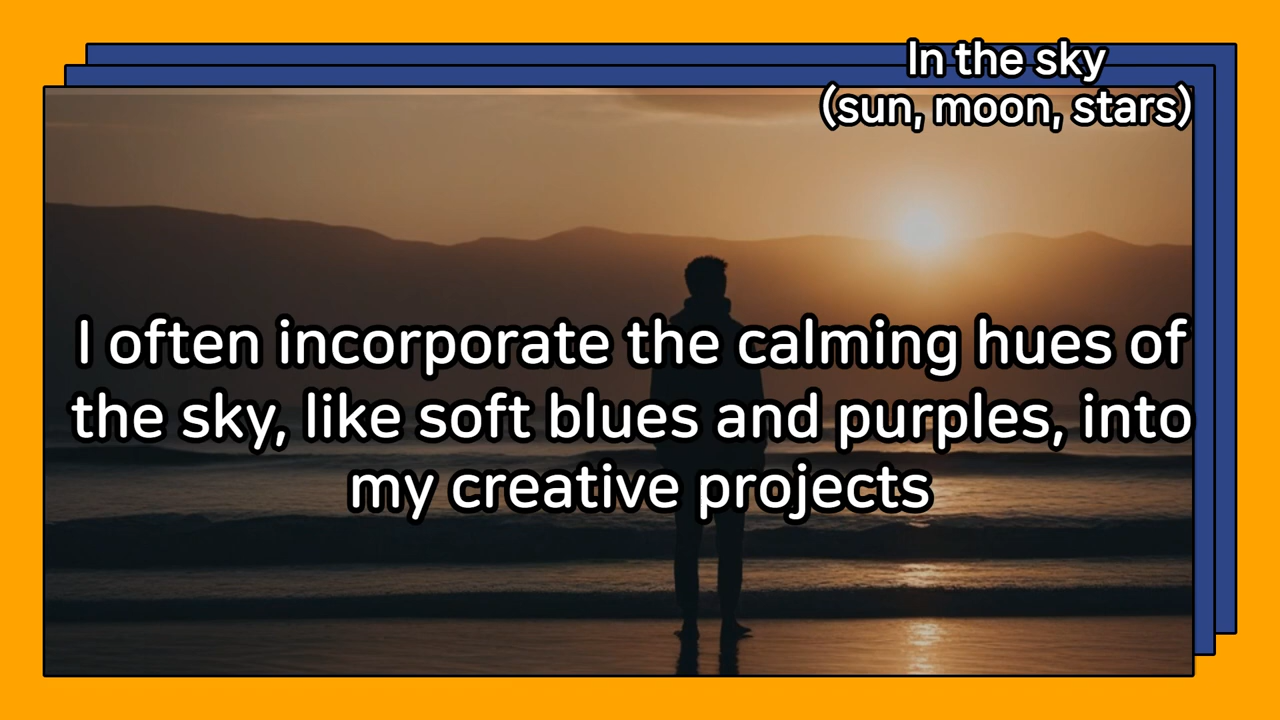 In the sky
(sun, moon, stars)
I often incorporate the calming hues of
the sky, like soft blues and purples, into
my creative projects